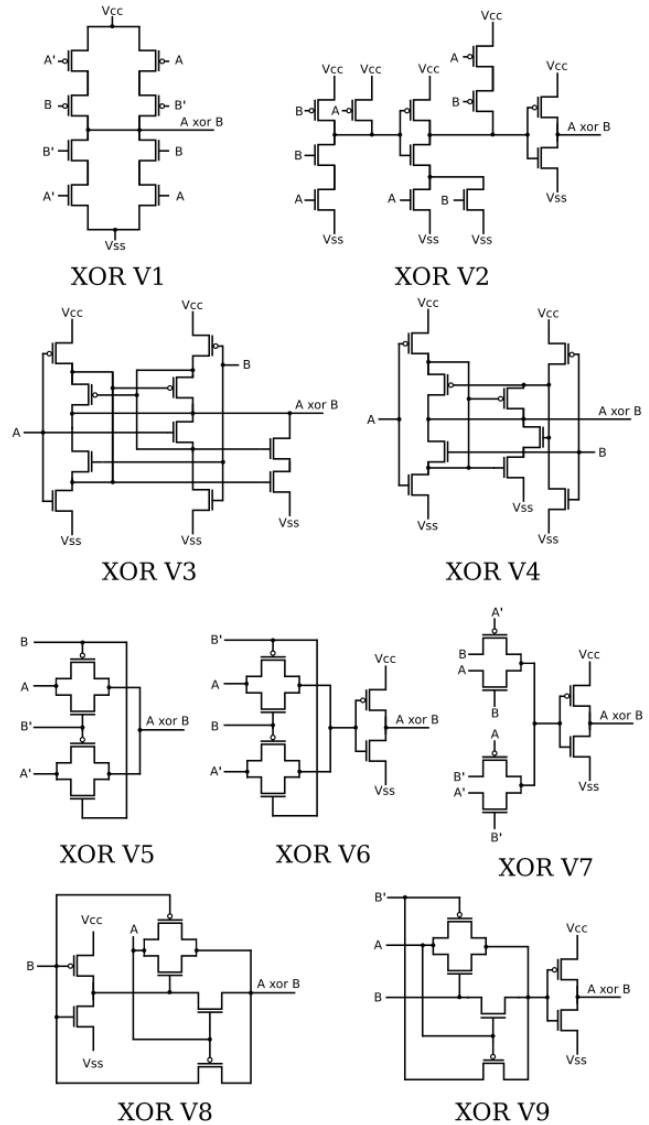 Vcc
A' A
B B'
A xor B
B' B
A' A
Vss
XOR V1
Vcc
A
Vcc Vcc Vcc Vcc
B A B
A xor B
B
A A B
Vss Vss Vss Vss
XOR V2
Vcc Vcc
B
A xor B
A
Vss Vss Vss
XOR V3
Vcc Vcc
A A xor B
B
Vss Vss Vss
XOR V4
B
A
B' A xor B
A'
XOR V5
B'
Vcc
A
B A xor B
A'
Vss
XOR V6
A'
B
A Vcc
B
A A xor B
B'
A' Vss
B'
XOR V7
Vcc A
B
A xor B
Vss
XOR V8
B'
A Vcc
B A xor B
Vss
XOR V9